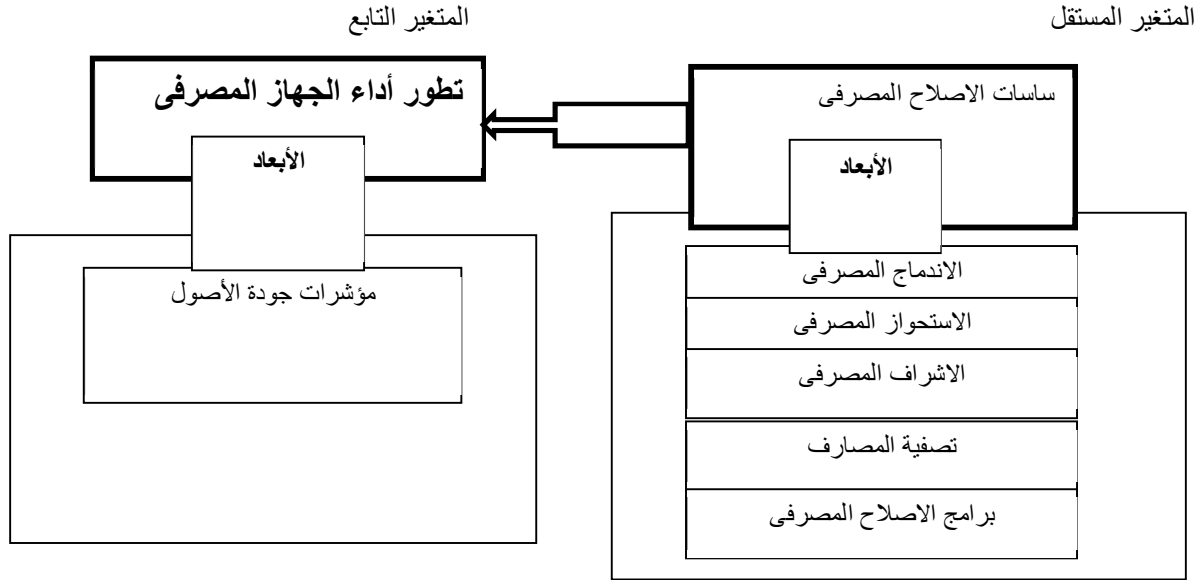 المتغير المستقل
المتغير التابع
ساسات الاصلاح المصرفى
الأبعاد
الاندماج المصرفى
الاستحواز المصرفى
الاشراف المصرفى
تصفية المصارف
برامج الاصلاح المصرفى
تطور أداء الجهاز المصرفى
الأبعاد
مؤشرات جودة الأصول